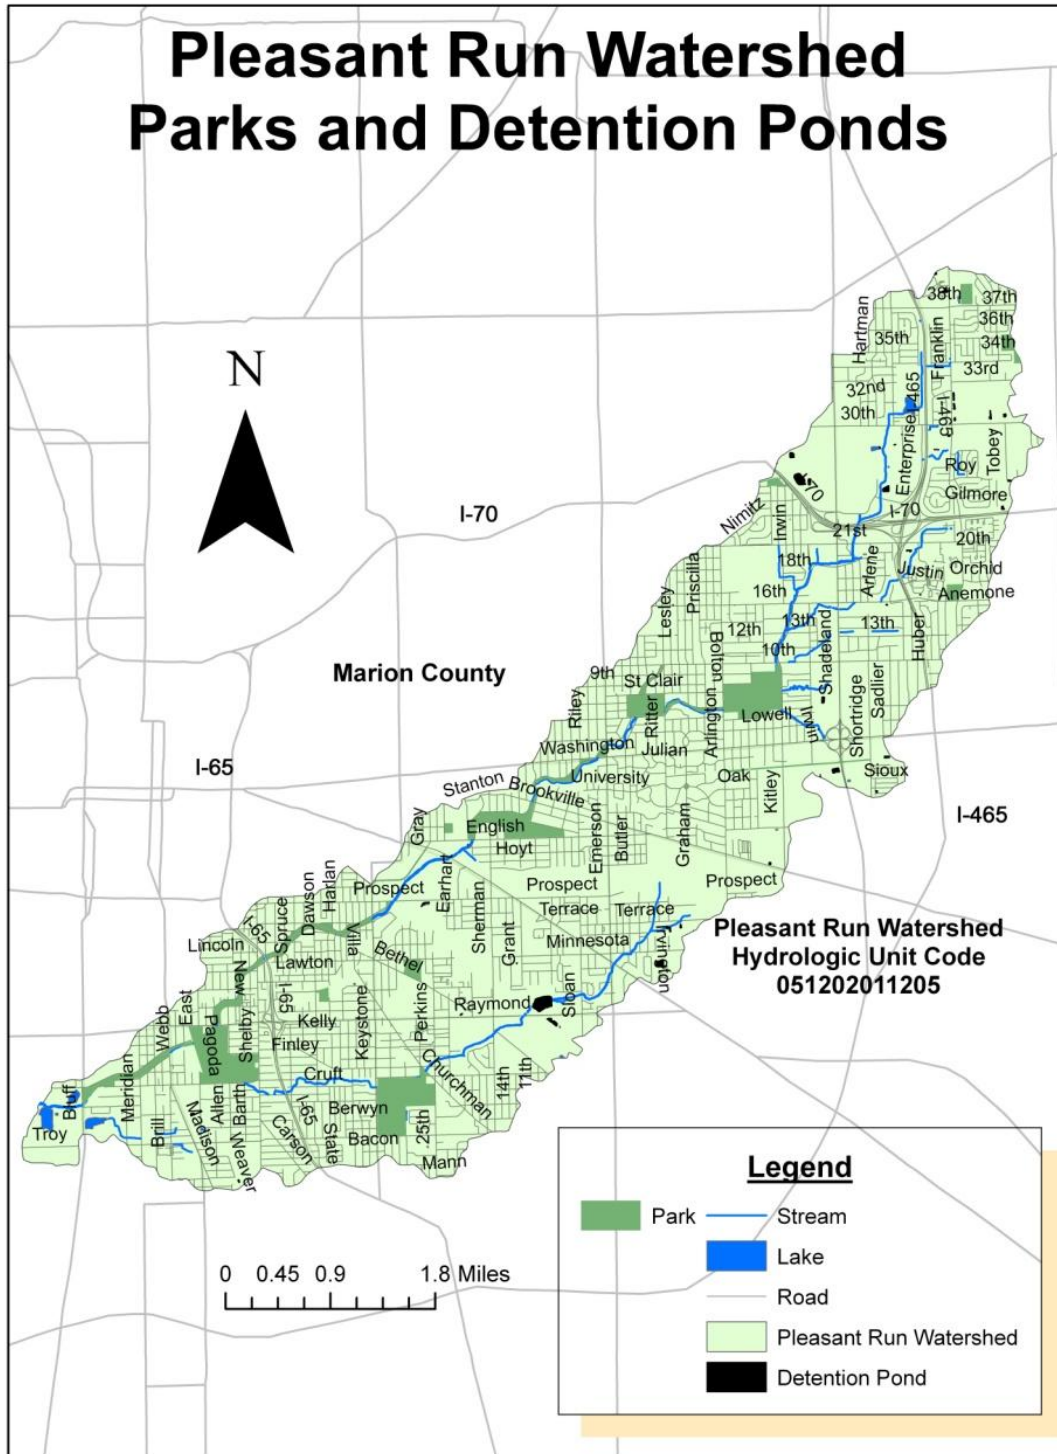 Pleasant Run Watershed
Parks and Detention Ponds
N
38th
37th
36th
Hartman
35th
Franklin
34th
33rd
32nd
I-465
30th
I-465
Enterprise
Tobey
Roy
I-70
Gilmore
Nimitz
I-70
Irwin
I-70
21st
20th
18th
Arlene
Justin
Orchid
Priscilla
16th
Anemone
Lesley
13th
13th
12th
Bolton
10th
Shadeland
Huber
Marion County
9th
St Clair
Sadlier
Riley
Ritter
Arlington
Lowell
Irwin
Shortridge
Washington
Julian
I-65
University
Oak
Sioux
Stanton
Brookville
Kitley
Gray
English
I-465
Emerson
Butler
Graham
Hoyt
Earhart
Harlan
Prospect
Prospect
Prospect
Dawson
Spruce
Sherman
Terrace
Terrace
I-65
Villa
Grant
Pleasant Run Watershed
Hydrologic Unit Code
051202011205
Lincoln
Minnesota
Irvington
Bethel
Lawton
New
I-65
Perkins
Raymond
Sloan
East
Webb
Keystone
Kelly
Pagoda
Shelby
Finley
Churchman
Cruft
14th
11th
Bluff
Meridian
Allen
Barth
I-65
Berwyn
Troy
Brill
Madison
Weaver
Carson
State
Bacon
25th
Mann
Legend
Park
Stream
Lake
Road
Pleasant Run Watershed
Detention Pond
0 0.45 0.9 1.8 Miles